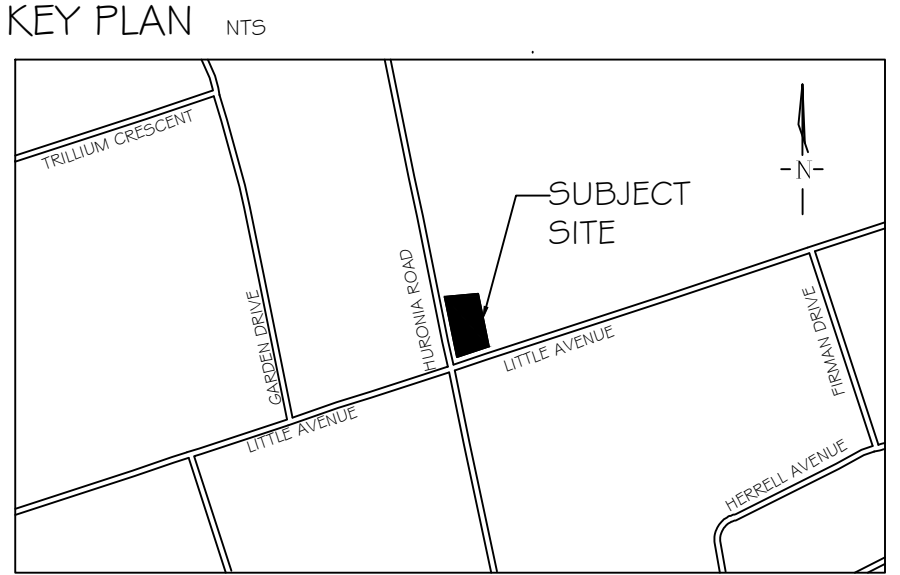 KEY PLAN NTS
TRILLIUM CRESCENT
N
SUBJECT
SITE
HURONIA ROAD
GARDEN DRIVE
FIRMAN DRIVE
LITTLE AVENUE
LITTLE AVENUE
HERRELL AVENUE